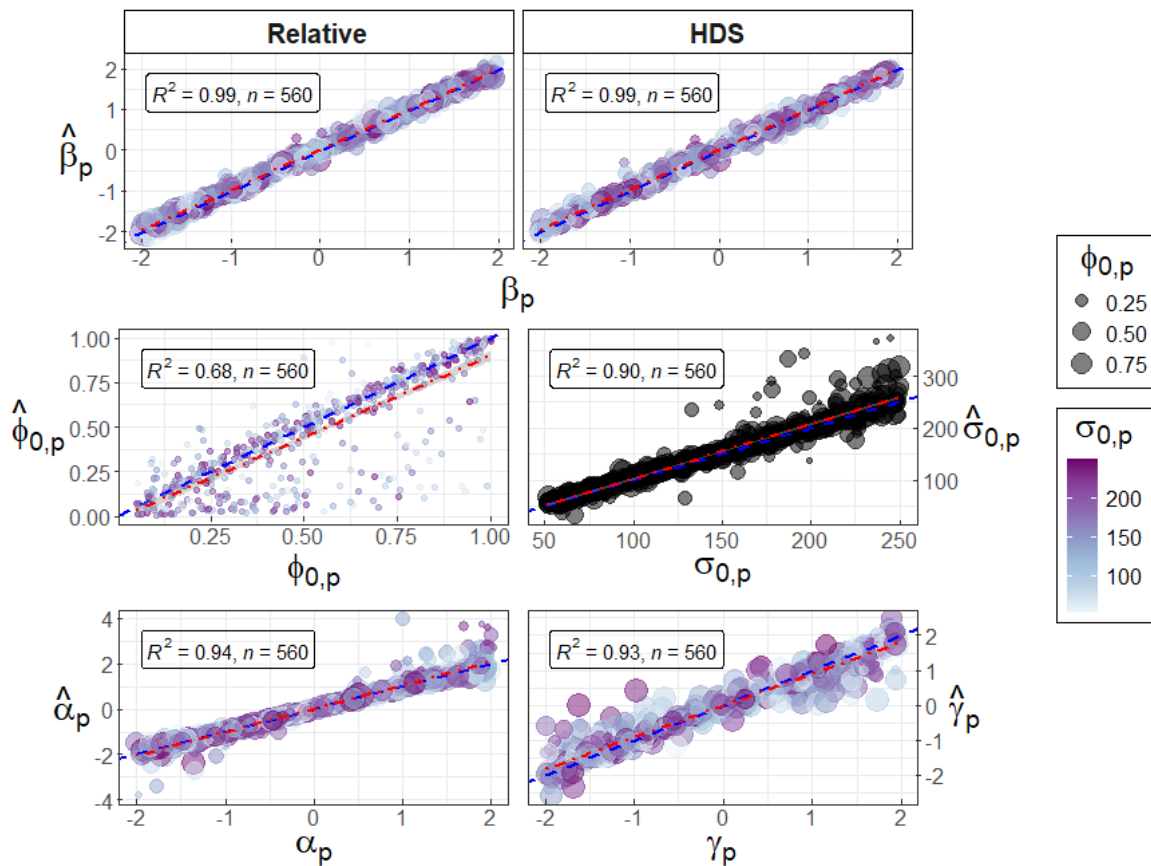 Relative HDS
2
1
0
-1
-2
R² = 0.99, n = 560
R² = 0.99, n = 560
β̂p
-2 -1 0 1 2
-2 -1 0 1 2
βp
1.00
0.75
0.50
0.25
0.00
R² = 0.68, n = 560
ϕ̂0,p
0.25 0.50 0.75 1.00
ϕ0,p
R² = 0.90, n = 560
300
200
100
σ̂0,p
50 100 150 200 250
σ0,p
4
2
0
-2
-4
R² = 0.94, n = 560
α̂p
-2 -1 0 1 2
αp
R² = 0.93, n = 560
2
1
0
-1
-2
γ̂p
-2 -1 0 1 2
γp
ϕ0,p
0.25
0.50
0.75
σ0,p
200
150
100